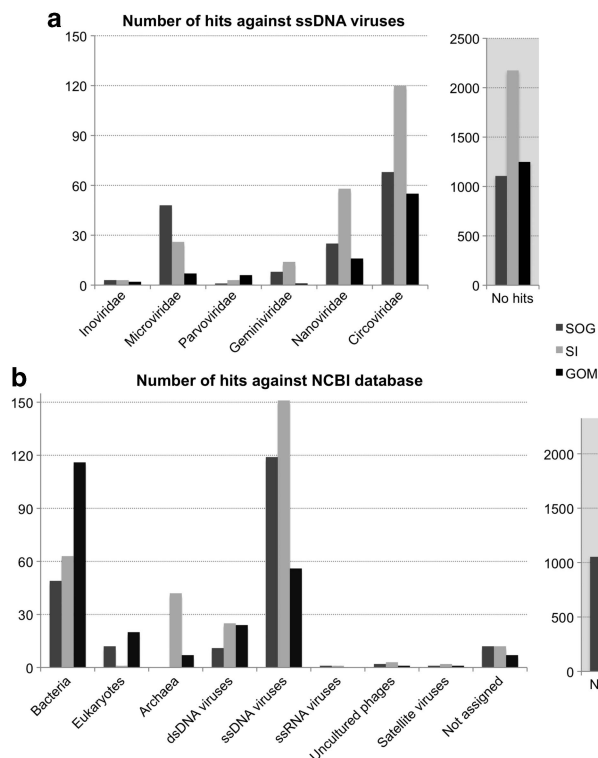 a
Number of hits against ssDNA viruses
150
120
90
60
30
0
Inoviridae
Microviridae
Parvoviridae
Geminiviridae
Nanoviridae
Circoviridae
2500
2000
1500
1000
500
0
No hits
SOG
SI
GOM
b
Number of hits against NCBI database
150
120
90
60
30
0
Bacteria
Eukaryotes
Archaea
dsDNA viruses
ssDNA viruses
ssRNA viruses
Uncultured phages
Satellite viruses
Not assigned
2000
1500
1000
500
0
N